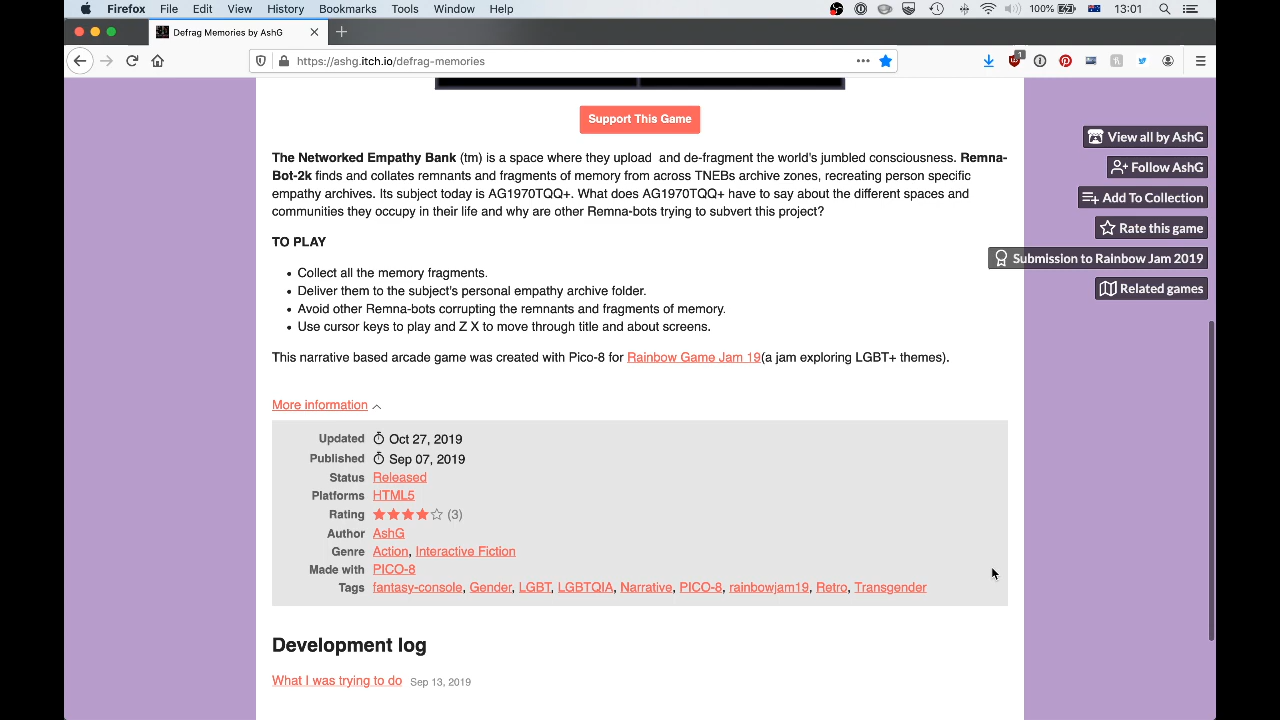 Firefox File Edit View History Bookmarks Tools Window Help 100% 13:01
Defrag Memories by AshG
https://ashg.itch.io/defrag-memories
1
Support This Game
View all by AshG
Follow AshG
Add To Collection
Rate this game
Submission to Rainbow Jam 2019
Related games
The Networked Empathy Bank (tm) is a space where they upload and de-fragment the world's jumbled consciousness. Remna-
Bot-2k finds and collates remnants and fragments of memory from across TNEBs archive zones, recreating person specific
empathy archives. Its subject today is AG1970TQQ+. What does AG1970TQQ+ have to say about the different spaces and
communities they occupy in their life and why are other Remna-bots trying to subvert this project?
TO PLAY
Collect all the memory fragments.
Deliver them to the subject's personal empathy archive folder.
Avoid other Remna-bots corrupting the remnants and fragments of memory.
Use cursor keys to play and Z X to move through title and about screens.
This narrative based arcade game was created with Pico-8 for Rainbow Game Jam 19(a jam exploring LGBT+ themes).
More information
Updated Oct 27, 2019
Published Sep 07, 2019
Status Released
Platforms HTML5
Rating (3)
Author AshG
Genre Action, Interactive Fiction
Made with PICO-8
Tags fantasy-console, Gender, LGBT, LGBTQIA, Narrative, PICO-8, rainbowjam19, Retro, Transgender
Development log
What I was trying to do Sep 13, 2019